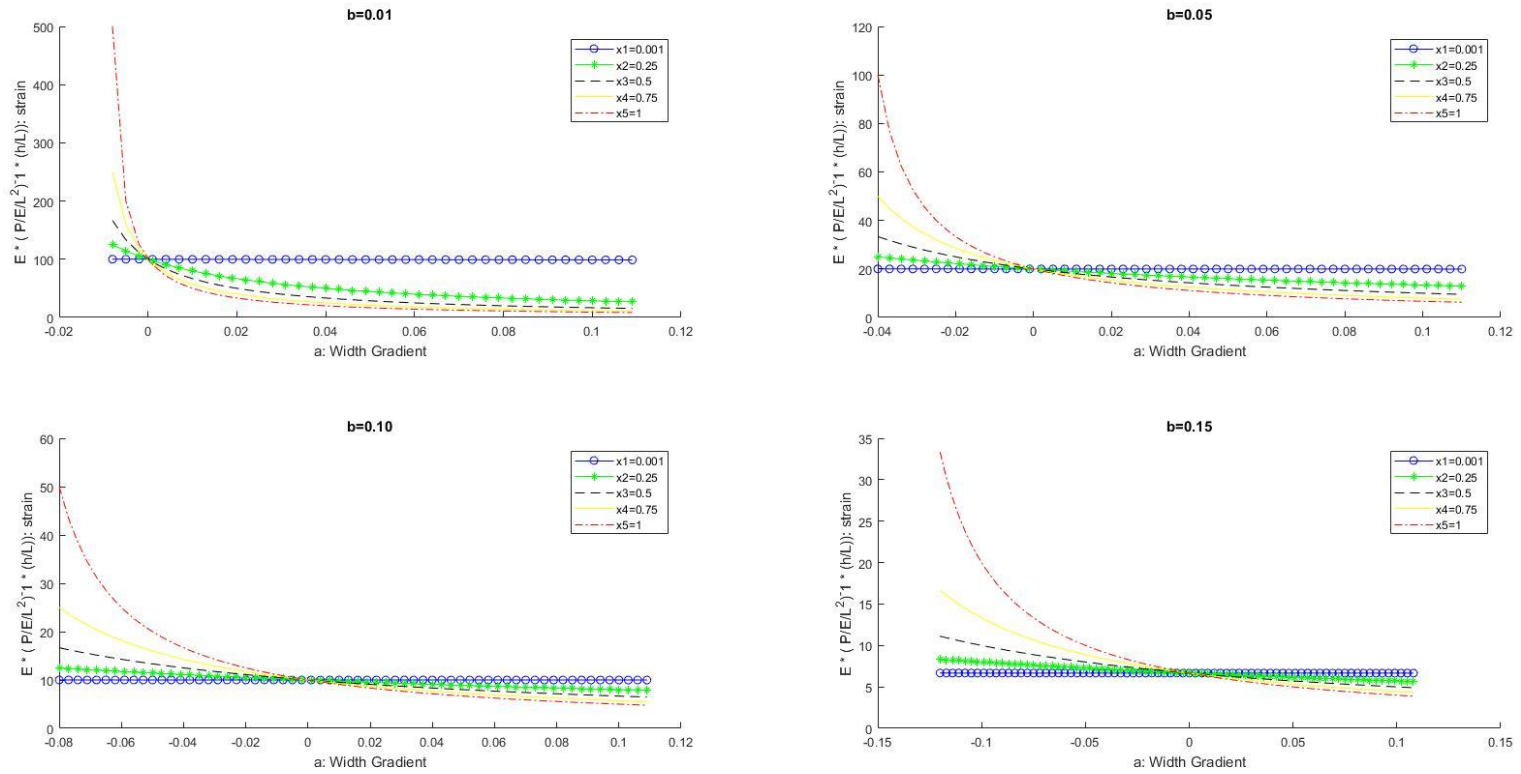 b=0.01
E * ( P/E/L^2)^-1 * (h/L)): strain
500
400
300
200
100
0
-0.02 0 0.02 0.04 0.06 0.08 0.1 0.12
a: Width Gradient
x1=0.001
x2=0.25
x3=0.5
x4=0.75
x5=1
b=0.05
E * ( P/E/L^2)^-1 * (h/L)): strain
120
100
80
60
40
20
0
-0.04 -0.02 0 0.02 0.04 0.06 0.08 0.1 0.12
a: Width Gradient
x1=0.001
x2=0.25
x3=0.5
x4=0.75
x5=1
b=0.10
E * ( P/E/L^2)^-1 * (h/L)): strain
60
50
40
30
20
10
0
-0.08 -0.06 -0.04 -0.02 0 0.02 0.04 0.06 0.08 0.1 0.12
a: Width Gradient
x1=0.001
x2=0.25
x3=0.5
x4=0.75
x5=1
b=0.15
E * ( P/E/L^2)^-1 * (h/L)): strain
35
30
25
20
15
10
5
0
-0.15 -0.1 -0.05 0 0.05 0.1 0.15
a: Width Gradient
x1=0.001
x2=0.25
x3=0.5
x4=0.75
x5=1